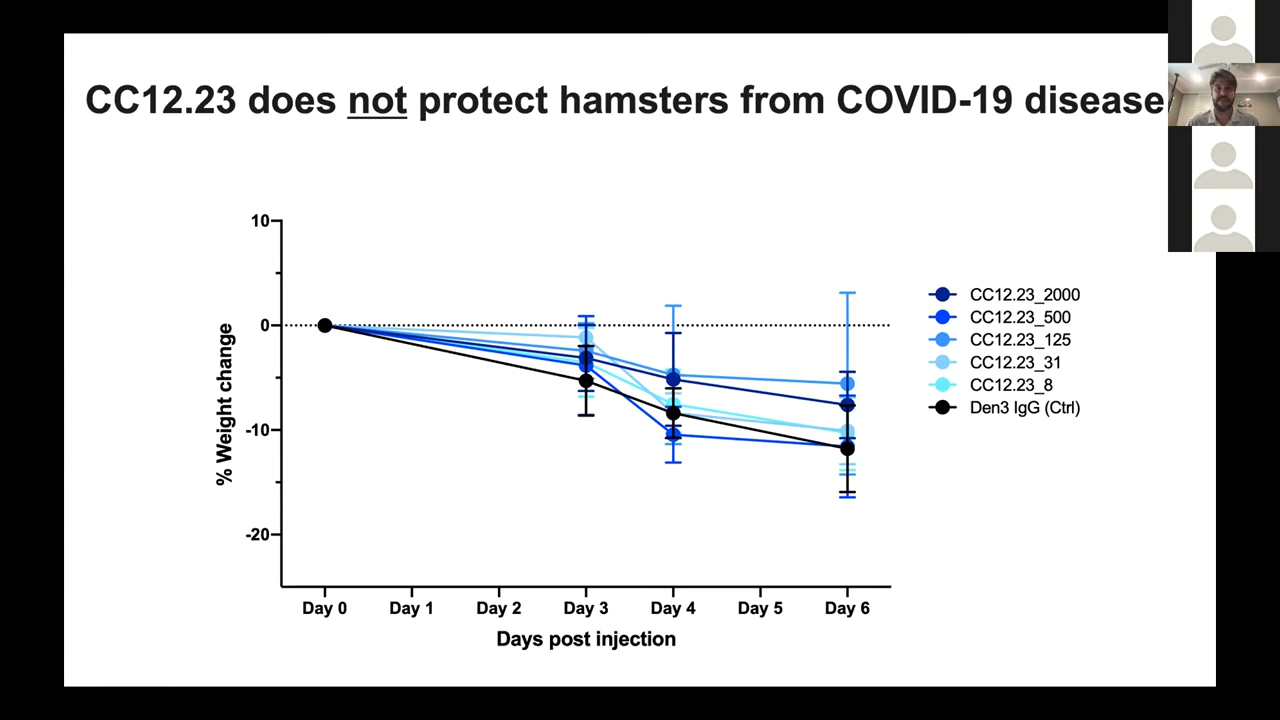 CC12.23 does not protect hamsters from COVID-19 disease
10
0
-10
-20
% Weight change
Day 0 Day 1 Day 2 Day 3 Day 4 Day 5 Day 6
Days post injection
CC12.23_2000
CC12.23_500
CC12.23_125
CC12.23_31
CC12.23_8
Den3 IgG (Ctrl)